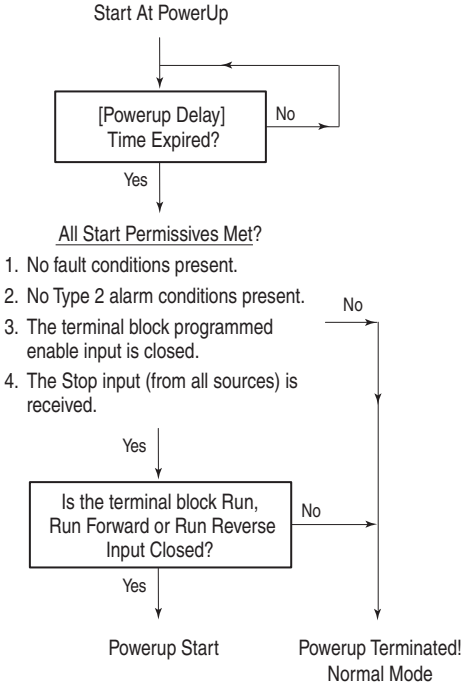 Start At PowerUp
[Powerup Delay]
Time Expired?
No
Yes
All Start Permissives Met?
1. No fault conditions present.
2. No Type 2 alarm conditions present.
3. The terminal block programmed
enable input is closed.
4. The Stop input (from all sources) is
received.
No
Yes
Is the terminal block Run,
Run Forward or Run Reverse
Input Closed?
No
Yes
Powerup Start
Powerup Terminated!
Normal Mode